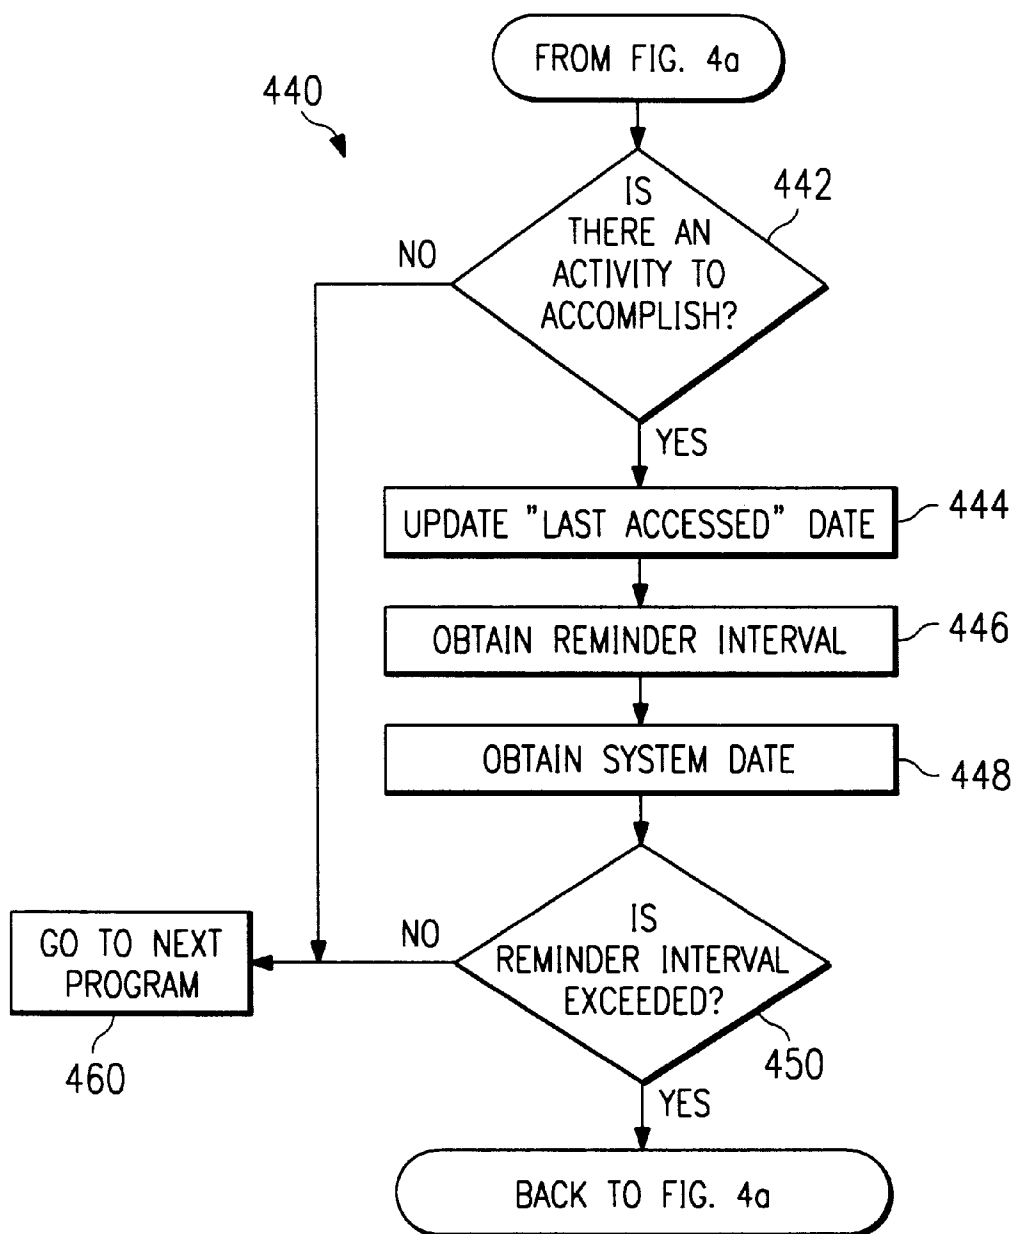 FROM FIG. 4a
440
442
IS
THERE AN
ACTIVITY TO
ACCOMPLISH?
NO
YES
UPDATE "LAST ACCESSED" DATE
444
OBTAIN REMINDER INTERVAL
446
OBTAIN SYSTEM DATE
448
IS
REMINDER INTERVAL
EXCEEDED?
NO
GO TO NEXT
PROGRAM
460
450
YES
BACK TO FIG. 4a